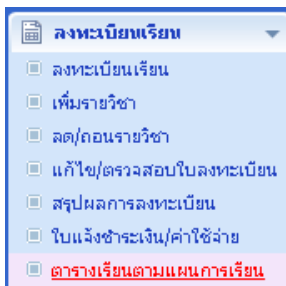 ลงทะเบียนเรียน
ลงทะเบียนเรียน
เพิ่มรายวิชา
ลด/ถอนรายวิชา
แก้ไข/ตรวจสอบใบลงทะเบียน
สรุปผลการลงทะเบียน
ใบแจ้งชำระเงิน/ค่าใช้จ่าย
ตารางเรียนตามแผนการเรียน